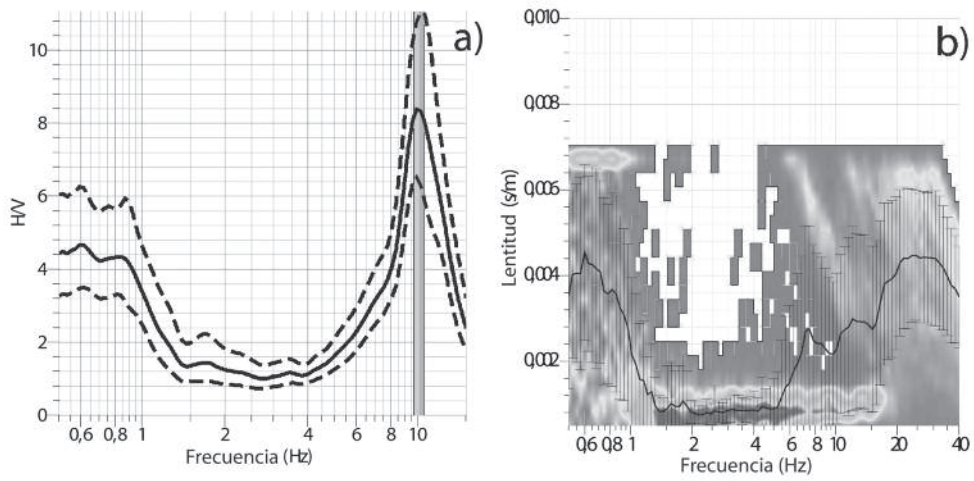 a)
10
8
6
4
2
0
H/V
0,6 0,8 1 2 4 6 8 10
Frecuencia (Hz)
b)
0,010
0,008
0,006
0,004
0,002
Lentitud (s/m)
0,6 0,8 1 2 4 6 8 10 20 40
Frecuencia (Hz)